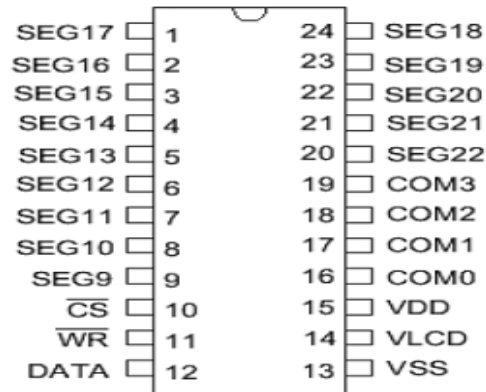 SEG17 1 24 SEG18
SEG16 2 23 SEG19
SEG15 3 22 SEG20
SEG14 4 21 SEG21
SEG13 5 20 SEG22
SEG12 6 19 COM3
SEG11 7 18 COM2
SEG10 8 17 COM1
SEG9 9 16 COM0
C̅S̅ 10 15 VDD
W̅R̅ 11 14 VLCD
DATA 12 13 VSS